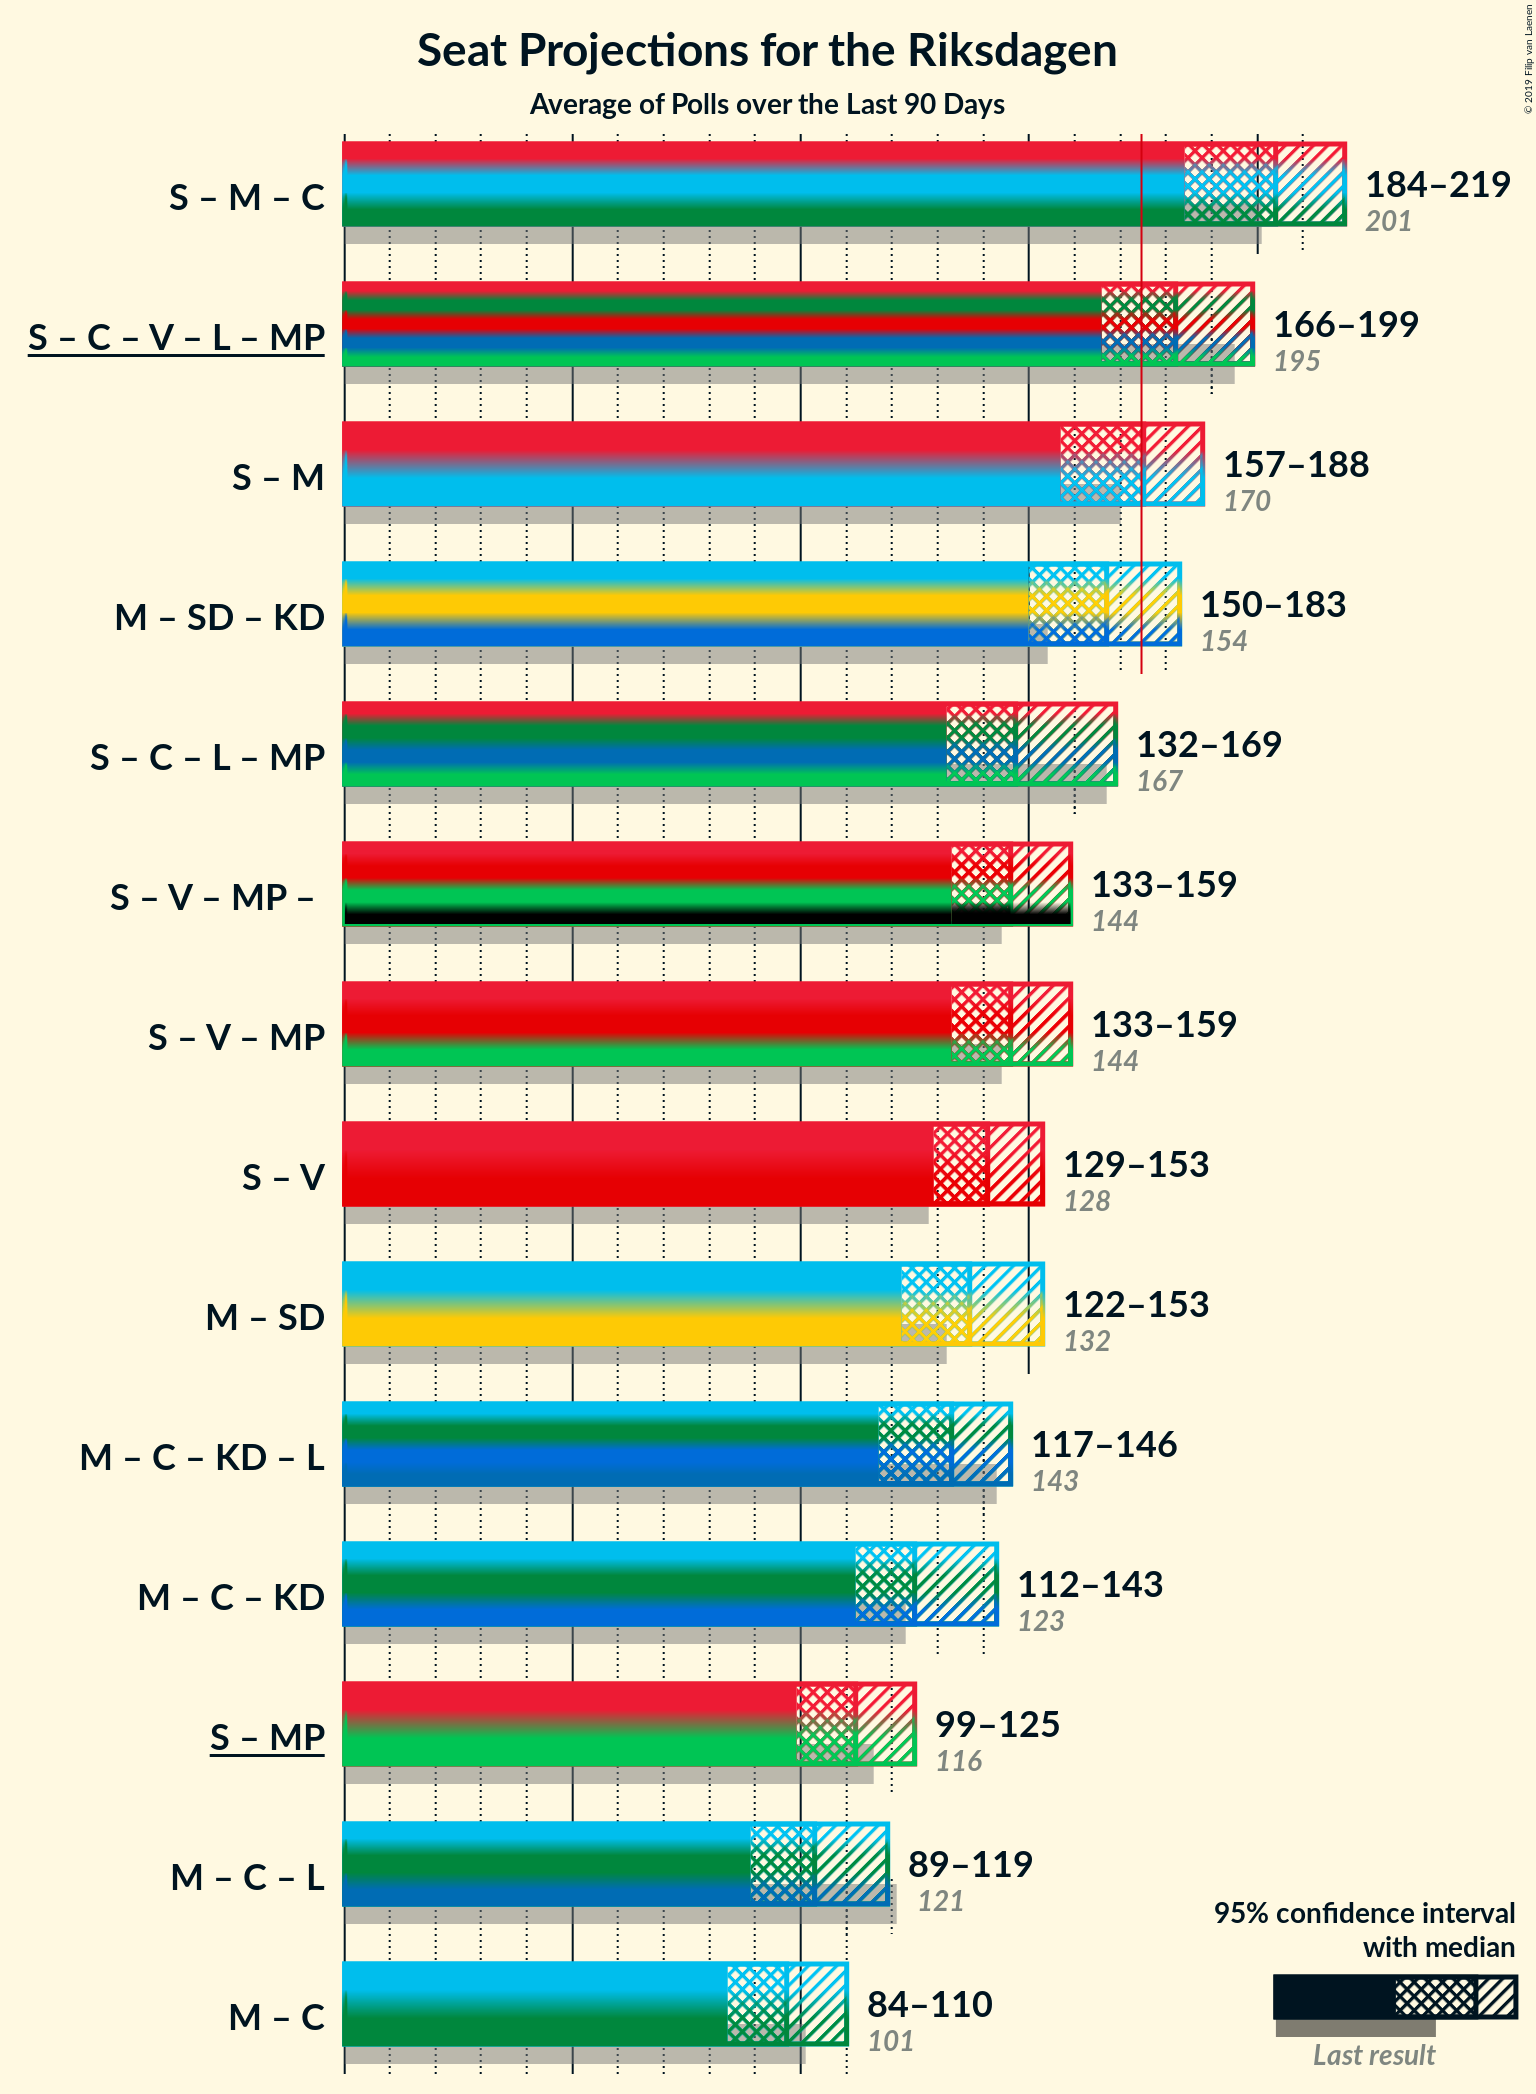 Seat Projections for the Riksdagen
Average of Polls over the Last 90 Days
© 2019 Filip van Laenen
S – M – C
184–219
201
S – C – V – L – MP
166–199
195
S – M
157–188
170
M – SD – KD
150–183
154
S – C – L – MP
132–169
167
S – V – MP –
133–159
144
S – V – MP
133–159
144
S – V
129–153
128
M – SD
122–153
132
M – C – KD – L
117–146
143
M – C – KD
112–143
123
S – MP
99–125
116
M – C – L
89–119
121
M – C
84–110
101
95% confidence interval
with median
Last result